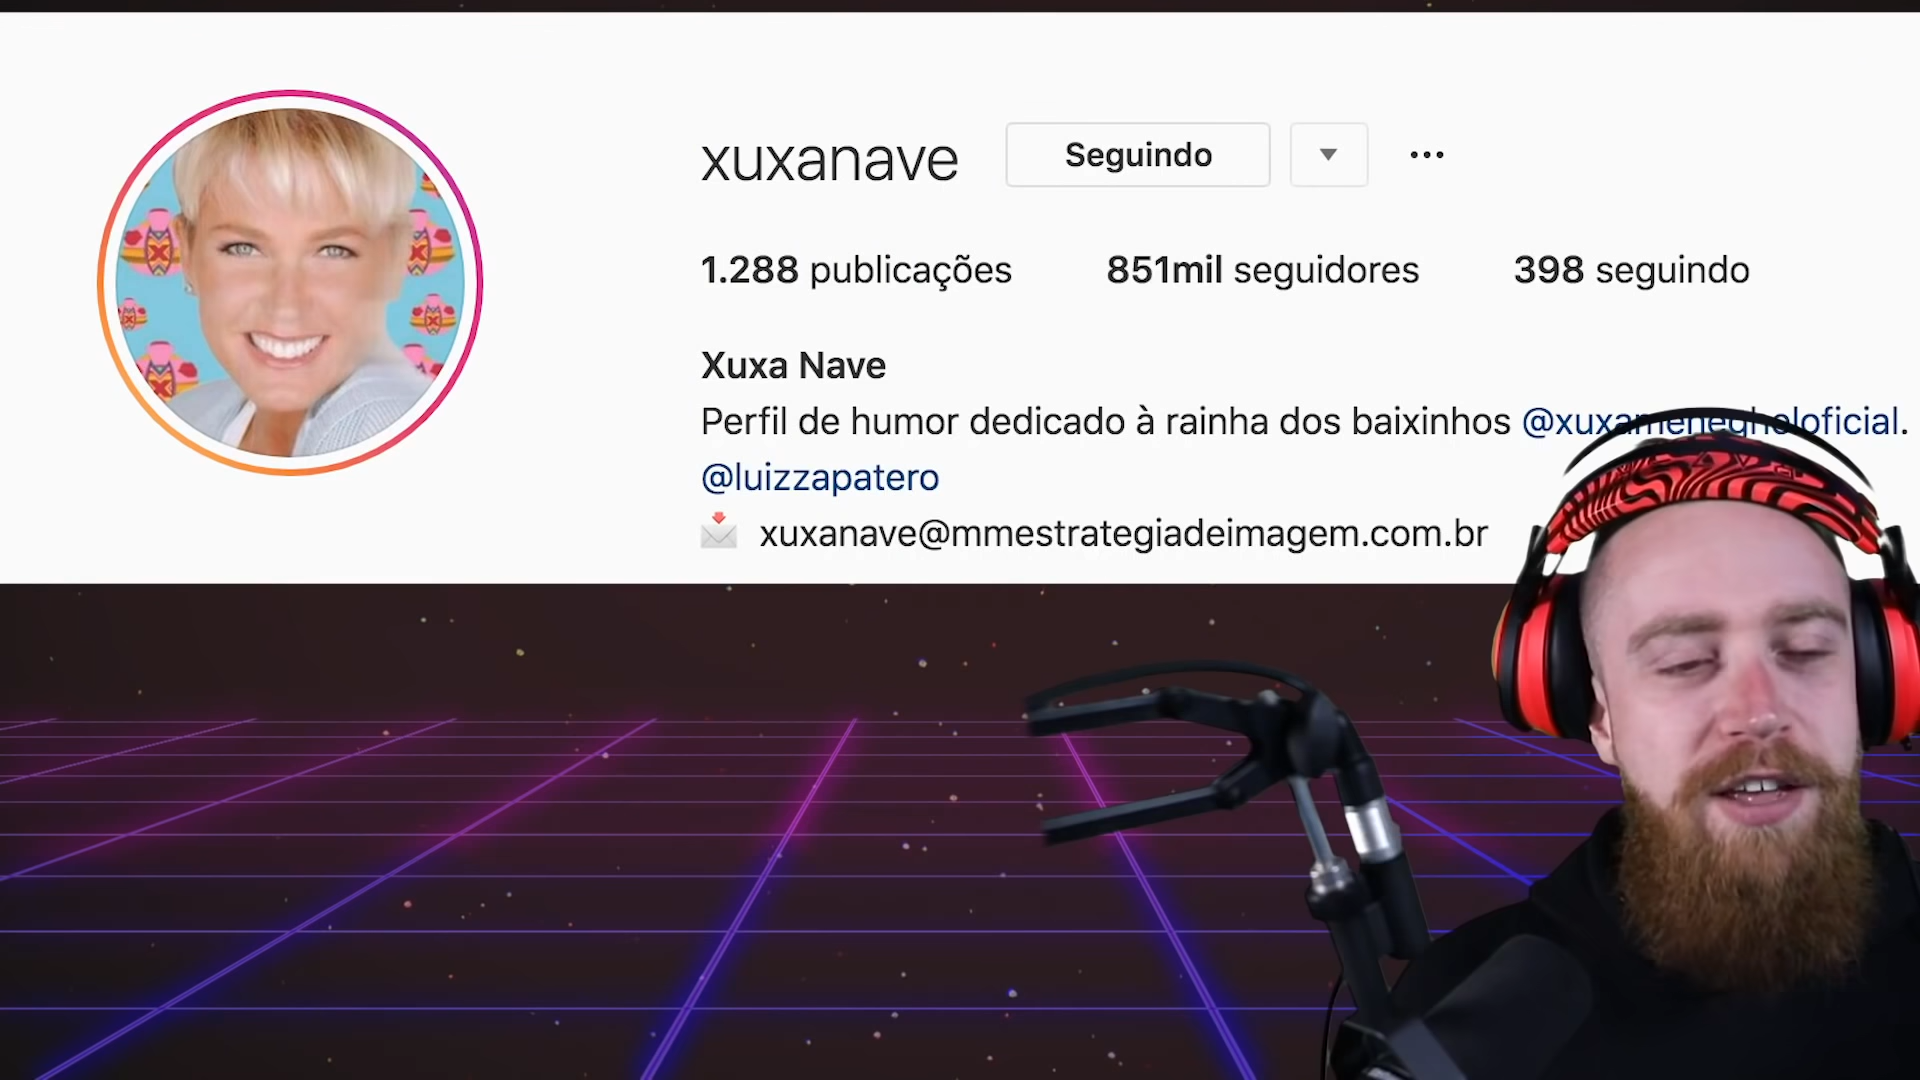 xuxanave Seguindo
1.288 publicações 851mil seguidores 398 seguindo
Xuxa Nave
Perfil de humor dedicado à rainha dos baixinhos @xuxamenegheloficial.
@luizzapatero
xuxanave@mmestrategiadeimagem.com.br